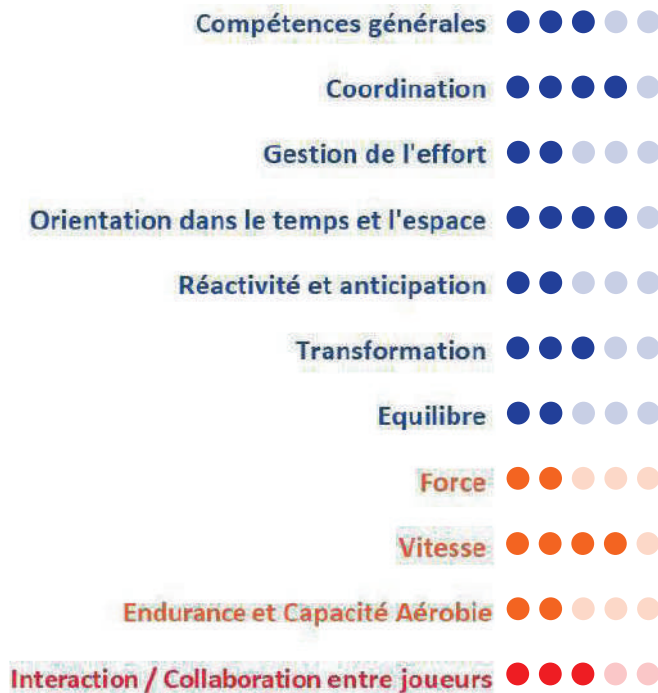 Compétences générales
Coordination
Gestion de l'effort
Orientation dans le temps et l'espace
Réactivité et anticipation
Transformation
Equilibre
Force
Vitesse
Endurance et Capacité Aérobie
Interaction / Collaboration entre joueurs